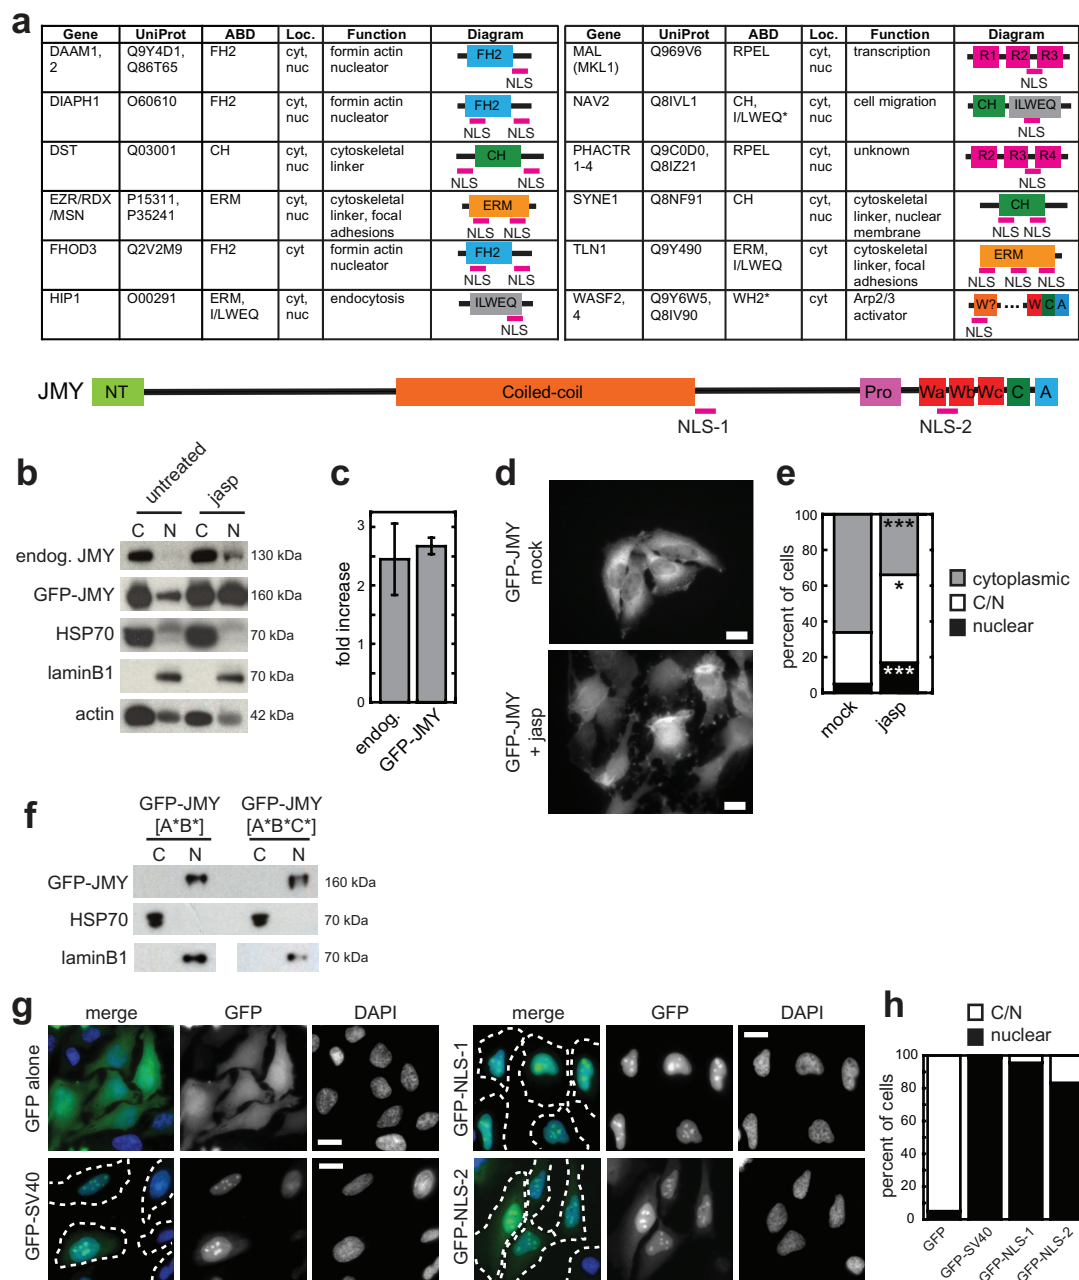 a
Gene UniProt ABD Loc. Function Diagram
DAAM1, 2 Q9Y4D1, Q86T65 FH2 cyt, nuc formin actin nucleator FH2 NLS
DIAPH1 O60610 FH2 cyt, nuc formin actin nucleator FH2 NLS NLS
DST Q03001 CH cyt, nuc cytoskeletal linker CH NLS NLS
EZR/RDX /MSN P15311, P35241 ERM cyt, nuc cytoskeletal linker, focal adhesions ERM NLS NLS
FHOD3 Q2V2M9 FH2 cyt formin actin nucleator FH2 NLS NLS
HIP1 O00291 ERM, I/LWEQ cyt, nuc endocytosis ILWEQ NLS
Gene UniProt ABD Loc. Function Diagram
MAL (MKL1) Q969V6 RPEL cyt, nuc transcription R1 R2 R3 NLS
NAV2 Q8IVL1 CH, I/LWEQ* cyt, nuc cell migration CH ILWEQ NLS
PHACTR 1-4 Q9C0D0, Q8IZ21 RPEL cyt, nuc unknown R2 R3 R4 NLS
SYNE1 Q8NF91 CH cyt, nuc cytoskeletal linker, nuclear membrane CH NLS NLS
TLN1 Q9Y490 ERM, I/LWEQ cyt cytoskeletal linker, focal adhesions ERM NLS NLS NLS
WASF2, 4 Q9Y6W5, Q8IV90 WH2* cyt Arp2/3 activator W? ... W C A NLS
JMY NT Coiled-coil Pro Wa Wb Wc C A
NLS-1 NLS-2
b
untreated jasp
C N C N
endog. JMY 130 kDa
GFP-JMY 160 kDa
HSP70 70 kDa
laminB1 70 kDa
actin 42 kDa
c
fold increase
3
2
1
0
endog.
GFP-JMY
d
GFP-JMY mock
GFP-JMY + jasp
e
percent of cells
100
80
60
40
20
0
***
*
***
mock jasp
cytoplasmic
C/N
nuclear
f
GFP-JMY [A*B*] GFP-JMY [A*B*C*]
C N C N
GFP-JMY 160 kDa
HSP70 70 kDa
laminB1 70 kDa
g
merge GFP DAPI merge GFP DAPI
GFP alone
GFP-NLS-1
GFP-SV40
GFP-NLS-2
h
C/N
nuclear
percent of cells
100
80
60
40
20
0
GFP
GFP-SV40
GFP-NLS-1
GFP-NLS-2